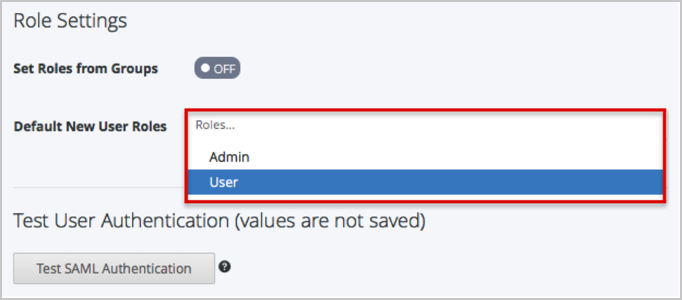 Role Settings
Set Roles from Groups OFF
Default New User Roles Roles...
Admin
User
Test User Authentication (values are not saved)
Test SAML Authentication ?